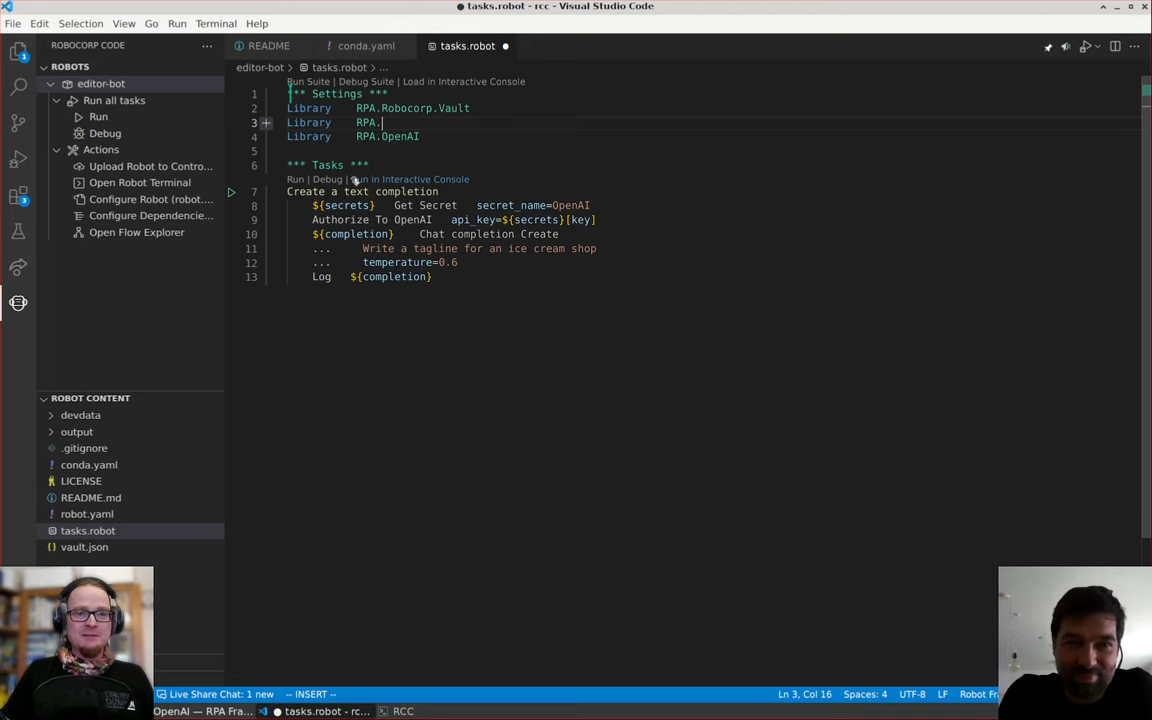 ● tasks.robot - rcc - Visual Studio Code
File Edit Selection View Go Run Terminal Help
ROBOCORP CODE ...
README
! conda.yaml
tasks.robot ●
editor-bot > tasks.robot > ...
ROBOTS
editor-bot
Run all tasks
Run
Debug
Actions
Upload Robot to Contro...
Open Robot Terminal
Configure Robot (robot....
Configure Dependencie...
Open Flow Explorer
1
3
Run Suite | Debug Suite | Load in Interactive Console
1 *** Settings ***
2 Library RPA.Robocorp.Vault
3 Library RPA.
4 Library RPA.OpenAI
5
6 *** Tasks ***
Run | Debug | Run in Interactive Console
7 Create a text completion
8 ${secrets} Get Secret secret_name=OpenAI
9 Authorize To OpenAI api_key=${secrets}[key]
10 ${completion} Chat completion Create
11 ... Write a tagline for an ice cream shop
12 ... temperature=0.6
13 Log ${completion}
ROBOT CONTENT
devdata
output
.gitignore
! conda.yaml
LICENSE
README.md
robot.yaml
tasks.robot
{} vault.json
Live Share Chat: 1 new -- INSERT -- Ln 3, Col 16 Spaces: 4 UTF-8 LF Robot Fra
OpenAI — RPA Fra... ● tasks.robot - rc... RCC